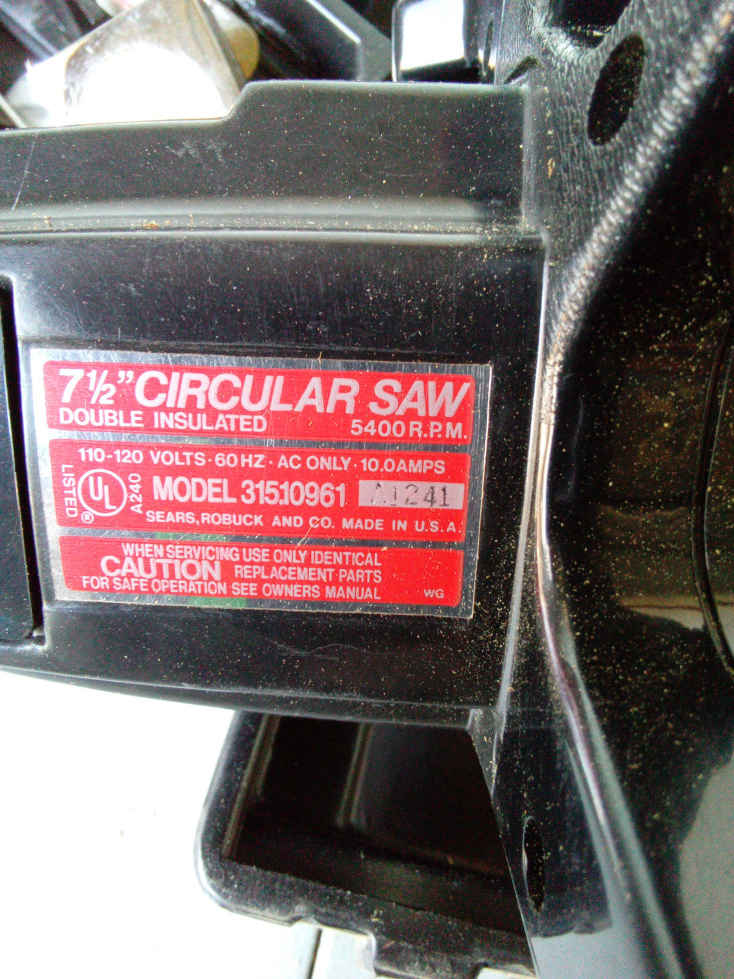 7½" CIRCULAR SAW
DOUBLE INSULATED 5400 R.P.M.
110-120 VOLTS · 60 HZ · AC ONLY · 10.0 AMPS
LISTED UL ® A240 MODEL 315.10961 A1241
SEARS, ROBUCK AND CO. MADE IN U.S.A.
WHEN SERVICING USE ONLY IDENTICAL
CAUTION REPLACEMENT PARTS
FOR SAFE OPERATION SEE OWNERS MANUAL WG